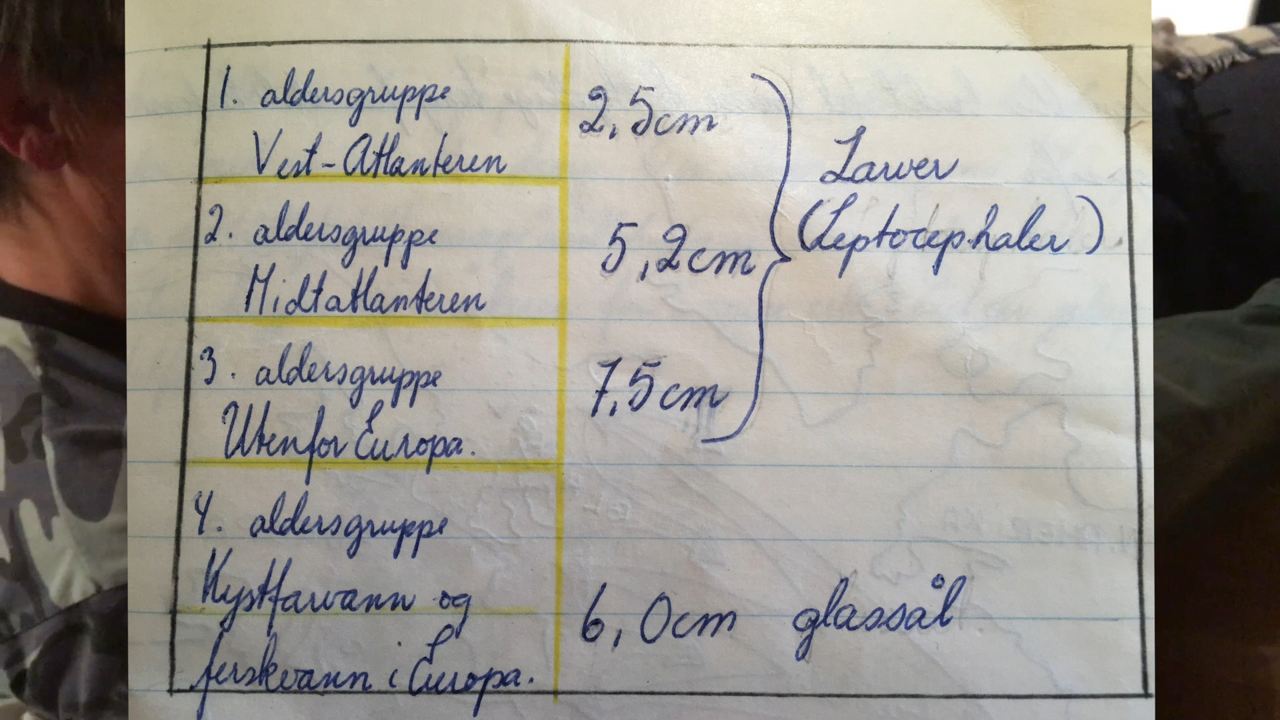 1. aldersgruppe
Vest-Atlanteren
2,5cm
2. aldersgruppe
Midtatlanteren
5,2cm
3. aldersgruppe
Utenfor Europa.
7,5cm
Larver
(Leptocephaler).
4. aldersgruppe
Kystfarvann og
ferskvann i Europa.
6,0cm glassål